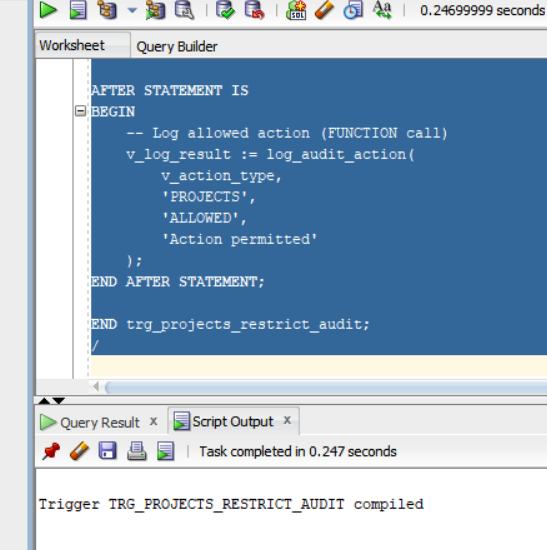 0.24699999 seconds
Worksheet Query Builder
AFTER STATEMENT IS
BEGIN
-- Log allowed action (FUNCTION call)
v_log_result := log_audit_action(
v_action_type,
'PROJECTS',
'ALLOWED',
'Action permitted'
);
END AFTER STATEMENT;
END trg_projects_restrict_audit;
/
Query Result x Script Output x
Task completed in 0.247 seconds
Trigger TRG_PROJECTS_RESTRICT_AUDIT compiled